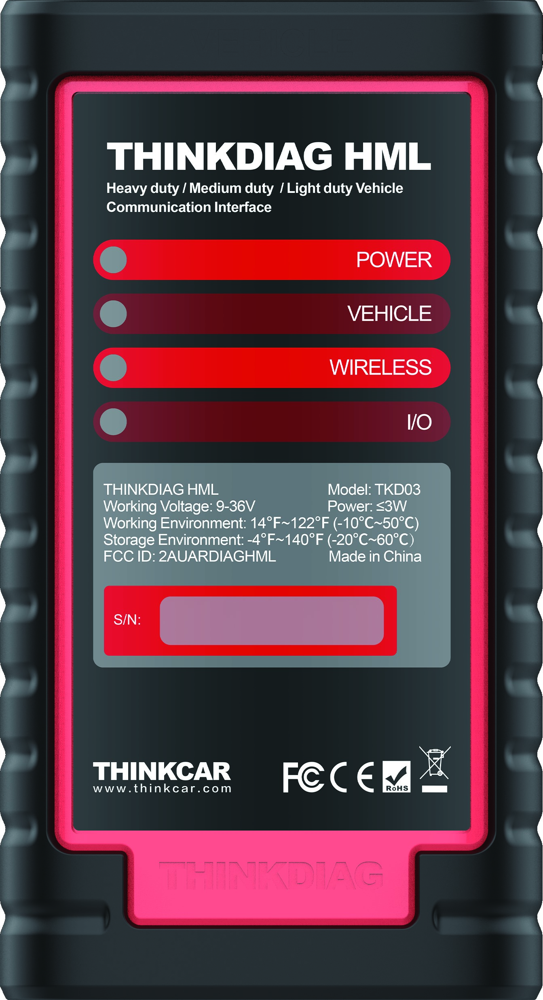 VEHICLE
THINKDIAG HML
Heavy duty / Medium duty / Light duty Vehicle
Communication Interface
POWER
VEHICLE
WIRELESS
I/O
THINKDIAG HML Model: TKD03
Working Voltage: 9-36V Power: ≤3W
Working Environment: 14°F~122°F (-10°C~50°C)
Storage Environment: -4°F~140°F (-20°C~60°C)
FCC ID: 2AUARDIAGHML Made in China
S/N:
THINKCAR
www.thinkcar.com
FC CE RoHS
THINKDIAG